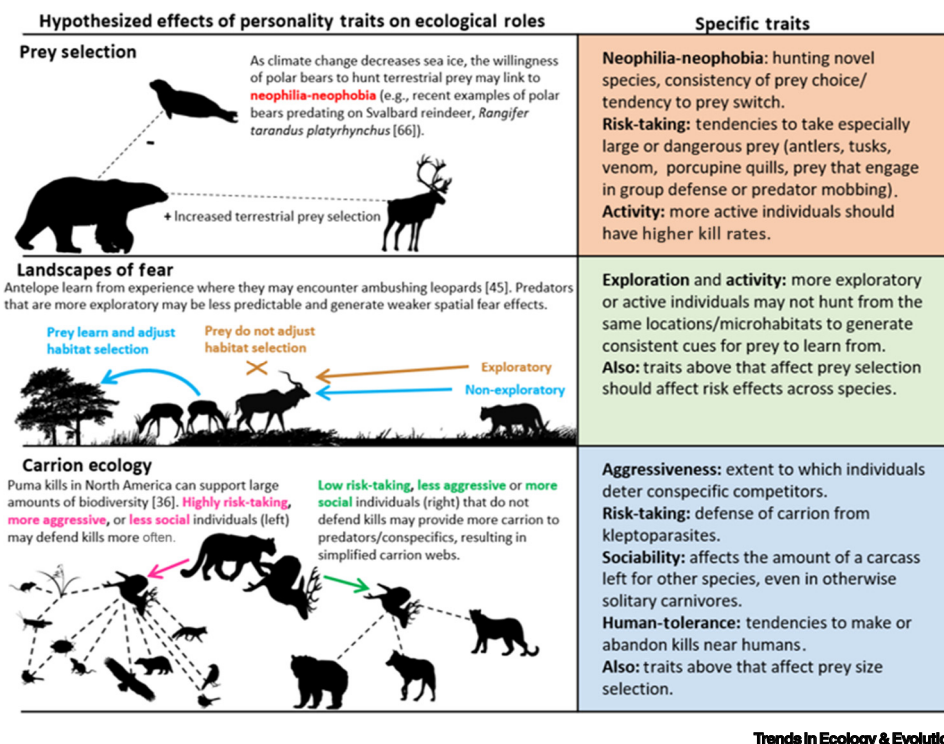 Hypothesized effects of personality traits on ecological roles
Specific traits
Prey selection
As climate change decreases sea ice, the willingness
of polar bears to hunt terrestrial prey may link to
neophilia-neophobia (e.g., recent examples of polar
bears predating on Svalbard reindeer, Rangifer
tarandus platyrhynchus [66]).
-
+ Increased terrestrial prey selection
Neophilia-neophobia: hunting novel
species, consistency of prey choice/
tendency to prey switch.
Risk-taking: tendencies to take especially
large or dangerous prey (antlers, tusks,
venom, porcupine quills, prey that engage
in group defense or predator mobbing).
Activity: more active individuals should
have higher kill rates.
Landscapes of fear
Antelope learn from experience where they may encounter ambushing leopards [45]. Predators
that are more exploratory may be less predictable and generate weaker spatial fear effects.
Prey learn and adjust
habitat selection
Prey do not adjust
habitat selection
Exploratory
Non-exploratory
Exploration and activity: more exploratory
or active individuals may not hunt from the
same locations/microhabitats to generate
consistent cues for prey to learn from.
Also: traits above that affect prey selection
should affect risk effects across species.
Carrion ecology
Puma kills in North America can support large
amounts of biodiversity [36]. Highly risk-taking,
more aggressive, or less social individuals (left)
may defend kills more often.
Low risk-taking, less aggressive or more
social individuals (right) that do not
defend kills may provide more carrion to
predators/conspecifics, resulting in
simplified carrion webs.
Aggressiveness: extent to which individuals
deter conspecific competitors.
Risk-taking: defense of carrion from
kleptoparasites.
Sociability: affects the amount of a carcass
left for other species, even in otherwise
solitary carnivores.
Human-tolerance: tendencies to make or
abandon kills near humans.
Also: traits above that affect prey size
selection.
Trends in Ecology & Evolutio